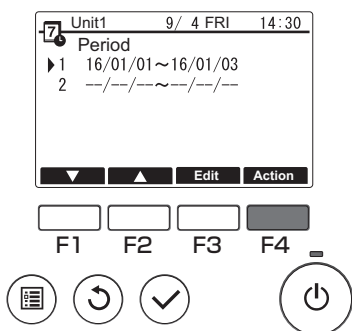 7 Unit1 9/ 4 FRI 14:30
Period
1 16/01/01～16/01/03
2 --/--/--～--/--/--
▼ ▲ Edit Action
F1 F2 F3 F4